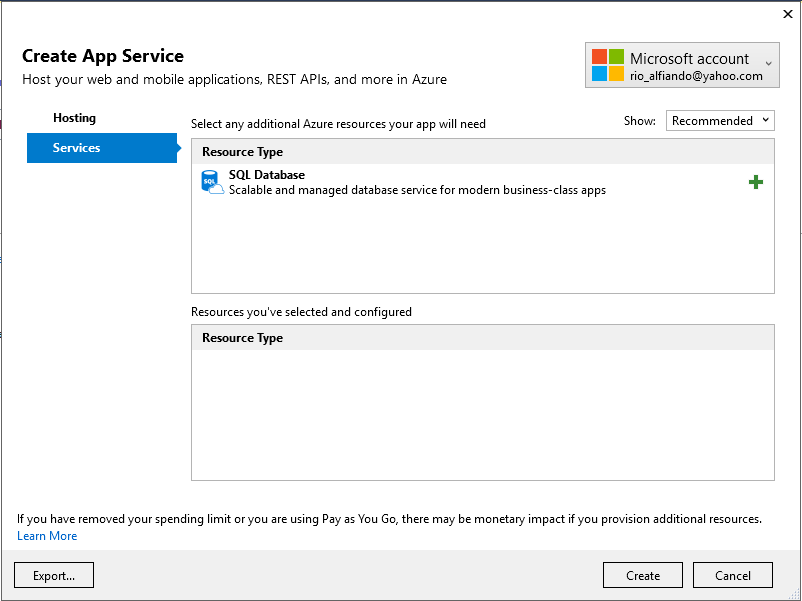 Create App Service
Host your web and mobile applications, REST APIs, and more in Azure
Microsoft account
rio_alfiando@yahoo.com
Hosting
Services
Select any additional Azure resources your app will need
Show:
Recommended
Resource Type
SQL
SQL Database
Scalable and managed database service for modern business-class apps
Resources you've selected and configured
Resource Type
If you have removed your spending limit or you are using Pay as You Go, there may be monetary impact if you provision additional resources.
Learn More
Export...
Create
Cancel